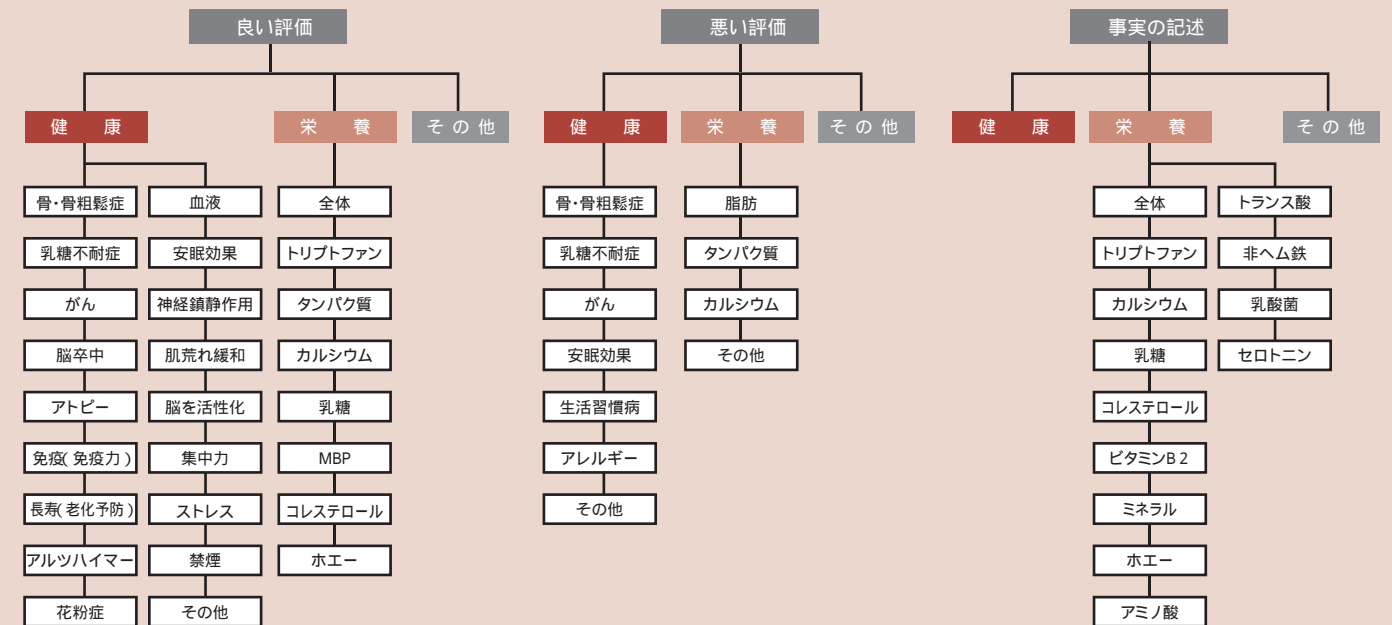 良い評価
健 康
骨・骨粗鬆症
乳糖不耐症
がん
脳卒中
アトピー
免疫(免疫力)
長寿(老化予防)
アルツハイマー
花粉症
血液
安眠効果
神経鎮静作用
肌荒れ緩和
脳を活性化
集中力
ストレス
禁煙
その他
栄 養
全体
トリプトファン
タンパク質
カルシウム
乳糖
MBP
コレステロール
ホエー
その他
悪い評価
健 康
骨・骨粗鬆症
乳糖不耐症
がん
安眠効果
生活習慣病
アレルギー
その他
栄 養
脂肪
タンパク質
カルシウム
その他
その他
事実の記述
健 康
栄 養
全体
トリプトファン
カルシウム
乳糖
コレステロール
ビタミンB2
ミネラル
ホエー
アミノ酸
トランス酸
非ヘム鉄
乳酸菌
セロトニン
その他